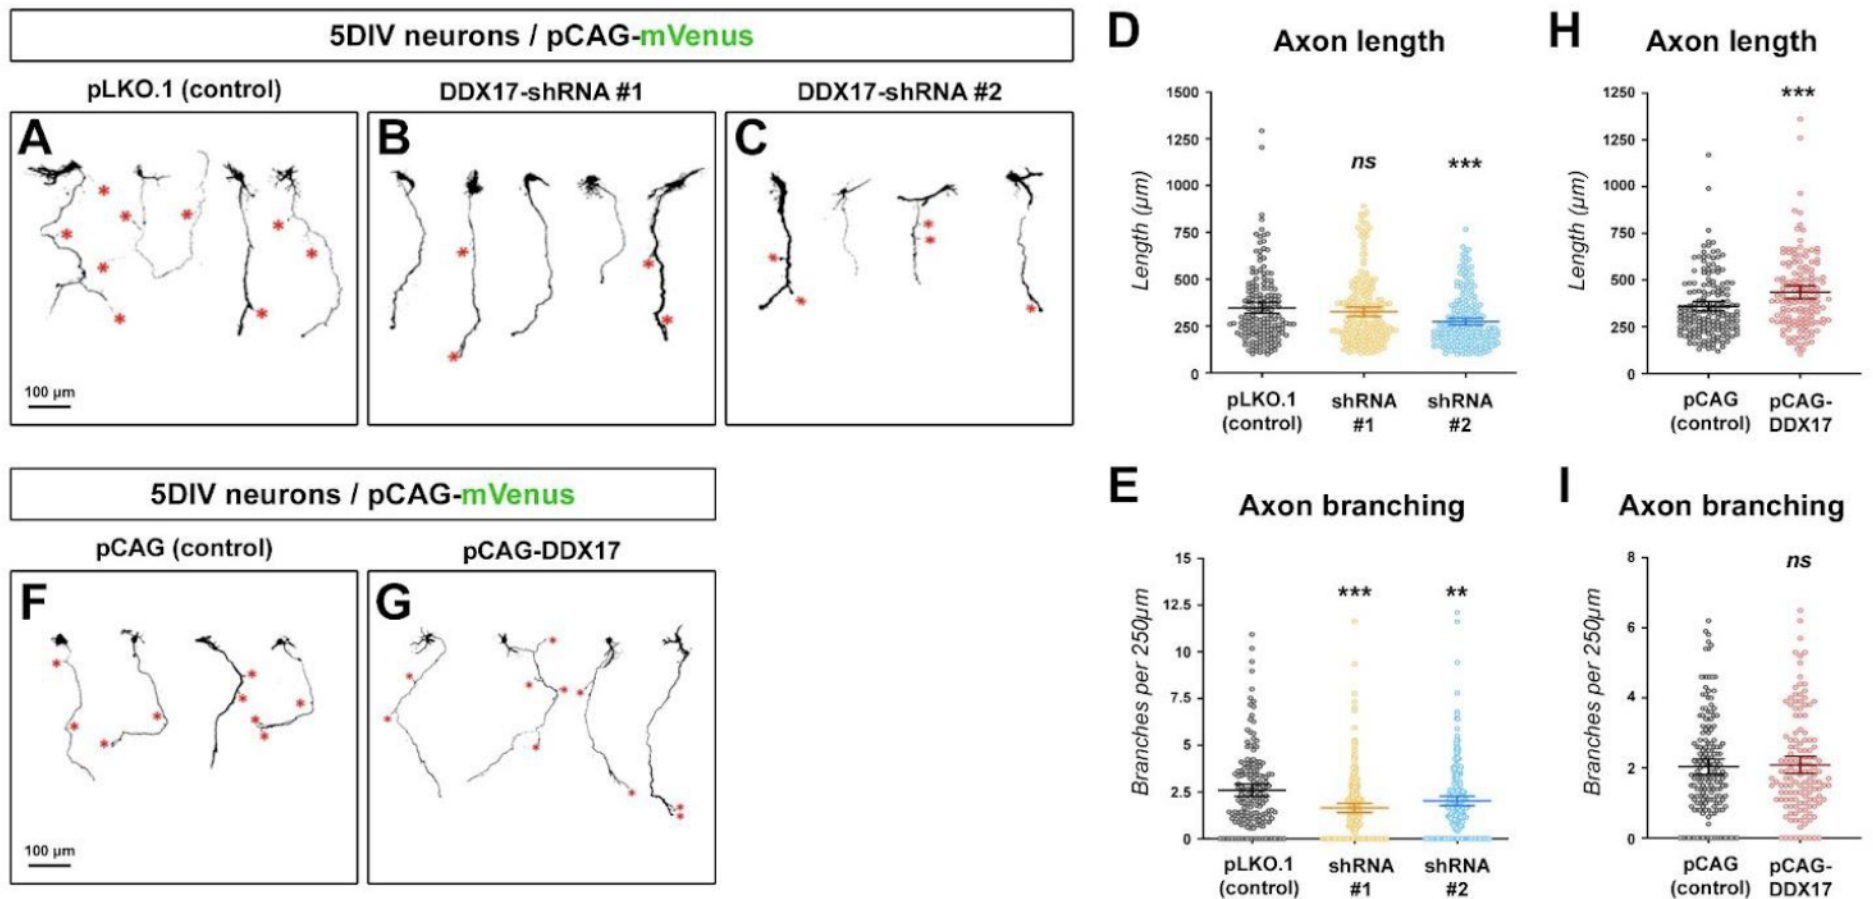 5DIV neurons / pCAG-mVenus
pLKO.1 (control)
DDX17-shRNA #1
DDX17-shRNA #2
A
B
C
100 µm
D
Axon length
Length (µm)
1500
1250
1000
750
500
250
0
ns
***
pLKO.1
(control)
shRNA
#1
shRNA
#2
H
Axon length
Length (µm)
1250
1250
1000
750
500
250
0
***
pCAG
(control)
pCAG-
DDX17
5DIV neurons / pCAG-mVenus
pCAG (control)
pCAG-DDX17
F
G
100 µm
E
Axon branching
Branches per 250µm
15
12.5
10
7.5
5
2.5
0
***
**
pLKO.1
(control)
shRNA
#1
shRNA
#2
I
Axon branching
Branches per 250µm
8
6
4
2
0
ns
pCAG
(control)
pCAG-
DDX17